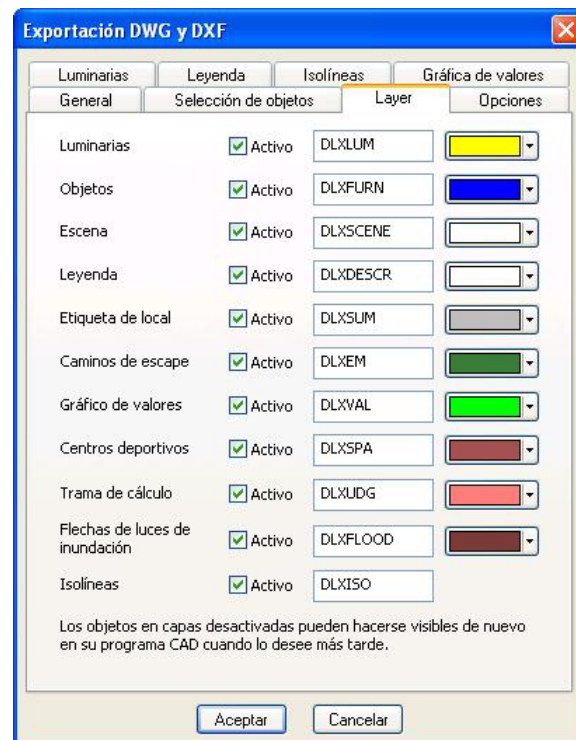 Exportación DWG y DXF
Luminarias Leyenda Isolíneas Gráfica de valores
General Selección de objetos Layer Opciones
Luminarias Activo DLXLUM
Objetos Activo DLXFURN
Escena Activo DLXSCENE
Leyenda Activo DLXDESCR
Etiqueta de local Activo DLXSUM
Caminos de escape Activo DLXEM
Gráfico de valores Activo DLXVAL
Centros deportivos Activo DLXSPA
Trama de cálculo Activo DLXUDG
Flechas de luces de
inundación Activo DLXFLOOD
Isolíneas Activo DLXISO
Los objetos en capas desactivadas pueden hacerse visibles de nuevo
en su programa CAD cuando lo desee más tarde.
Aceptar Cancelar